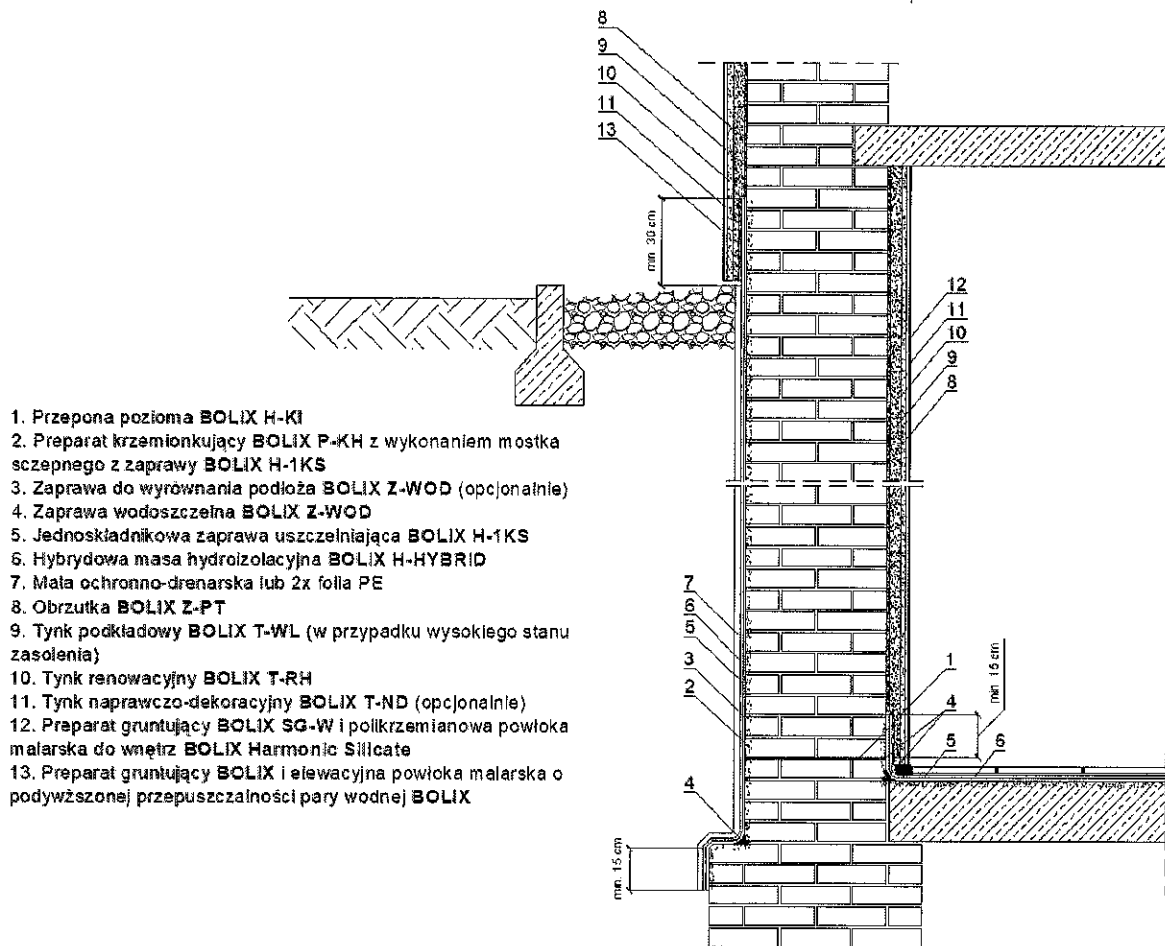 8
9
10
11
13
min. 30 cm
12
11
10
9
8
1. Przepona pozioma BOLIX H-KI
2. Preparat krzemionkujący BOLIX P-KH z wykonaniem mostka
sczepnego z zaprawy BOLIX H-1KS
3. Zaprawa do wyrównania podłoża BOLIX Z-WOD (opcjonalnie)
4. Zaprawa wodoszczelna BOLIX Z-WOD
5. Jednoskładnikowa zaprawa uszczelniająca BOLIX H-1KS
6. Hybrydowa masa hydroizolacyjna BOLIX H-HYBRID
7. Mata ochronno-drenarska lub 2x folia PE
8. Obrzutka BOLIX Z-PT
9. Tynk podkładowy BOLIX T-WL (w przypadku wysokiego stanu
zasolenia)
10. Tynk renowacyjny BOLIX T-RH
11. Tynk naprawczo-dekoracyjny BOLIX T-ND (opcjonalnie)
12. Preparat gruntujący BOLIX SG-W i polikrzemianowa powłoka
malarska do wnętrz BOLIX Harmonic Silicate
13. Preparat gruntujący BOLIX i elewacyjna powłoka malarska o
podywższonej przepuszczalności pary wodnej BOLIX
7
6
5
3
2
4
min. 15 cm
1
4
5
6
min 15 cm